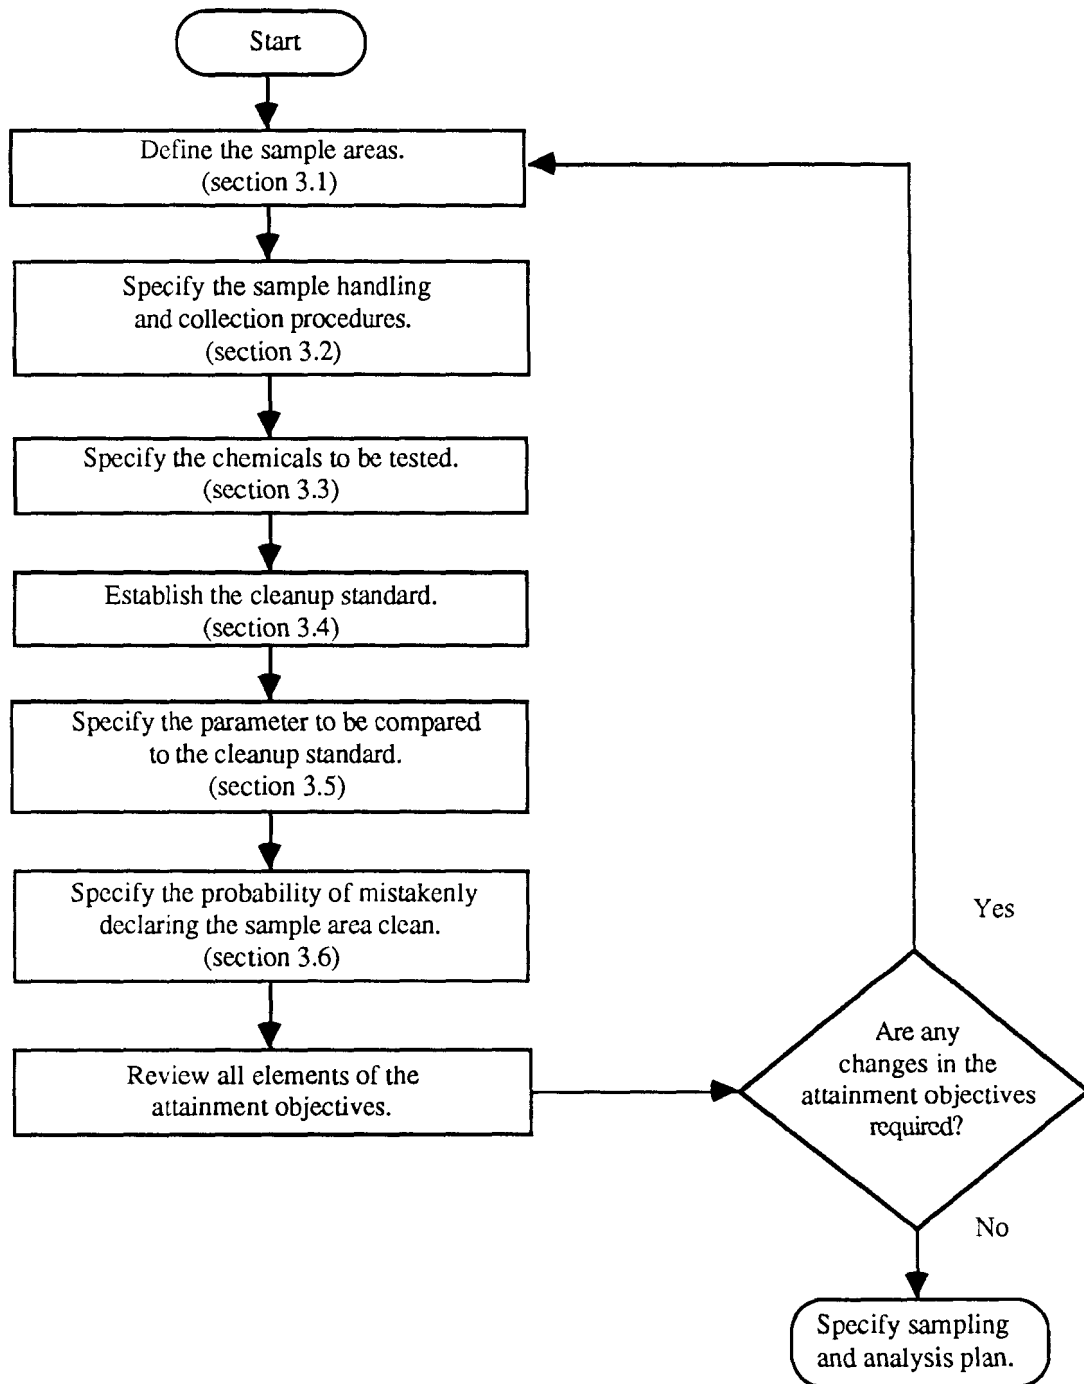 Start
Define the sample areas.
(section 3.1)
Specify the sample handling
and collection procedures.
(section 3.2)
Specify the chemicals to be tested.
(section 3.3)
Establish the cleanup standard.
(section 3.4)
Specify the parameter to be compared
to the cleanup standard.
(section 3.5)
Specify the probability of mistakenly
declaring the sample area clean.
(section 3.6)
Review all elements of the
attainment objectives.
Yes
Are any
changes in the
attainment objectives
required?
No
Specify sampling
and analysis plan.